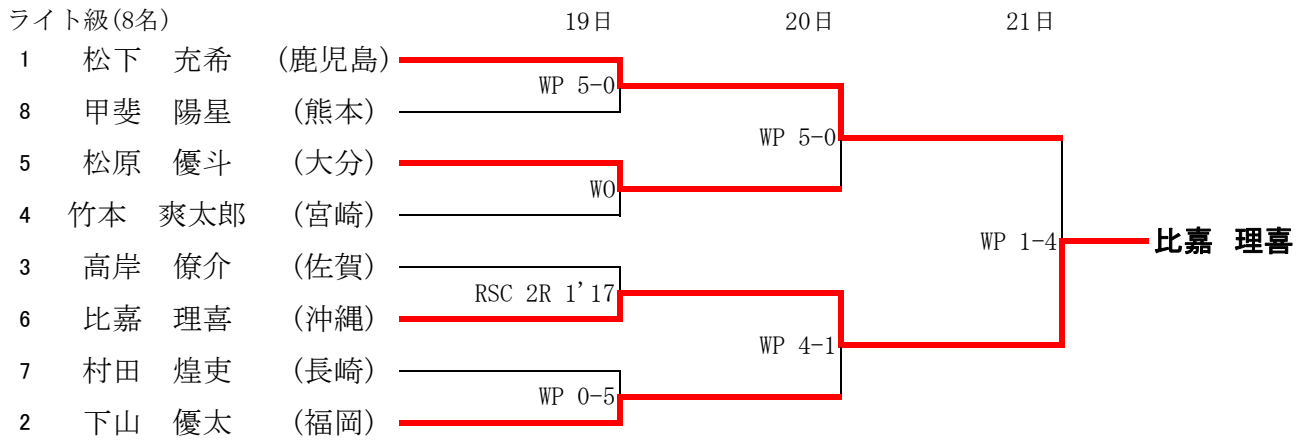 ライト級(8名) 19日 20日 21日
1 松下 充希 (鹿児島)
WP 5-0
8 甲斐 陽星 (熊本)
WP 5-0
5 松原 優斗 (大分)
WO
4 竹本 爽太郎 (宮崎)
WP 1-4 比嘉 理喜
3 高岸 僚介 (佐賀)
RSC 2R 1'17
6 比嘉 理喜 (沖縄)
WP 4-1
7 村田 煌吏 (長崎)
WP 0-5
2 下山 優太 (福岡)